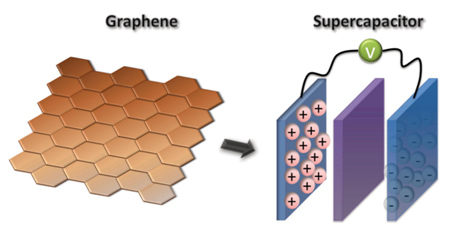 Graphene
Supercapacitor
V
+ + + + + + + + + + + + + +
- - - - - - - - - - - - - -